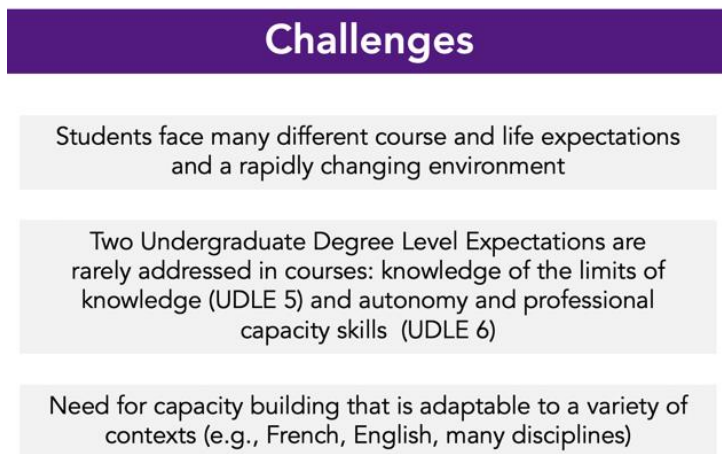 Challenges
Students face many different course and life expectations
and a rapidly changing environment
Two Undergraduate Degree Level Expectations are
rarely addressed in courses: knowledge of the limits of
knowledge (UDLE 5) and autonomy and professional
capacity skills (UDLE 6)
Need for capacity building that is adaptable to a variety of
contexts (e.g., French, English, many disciplines)